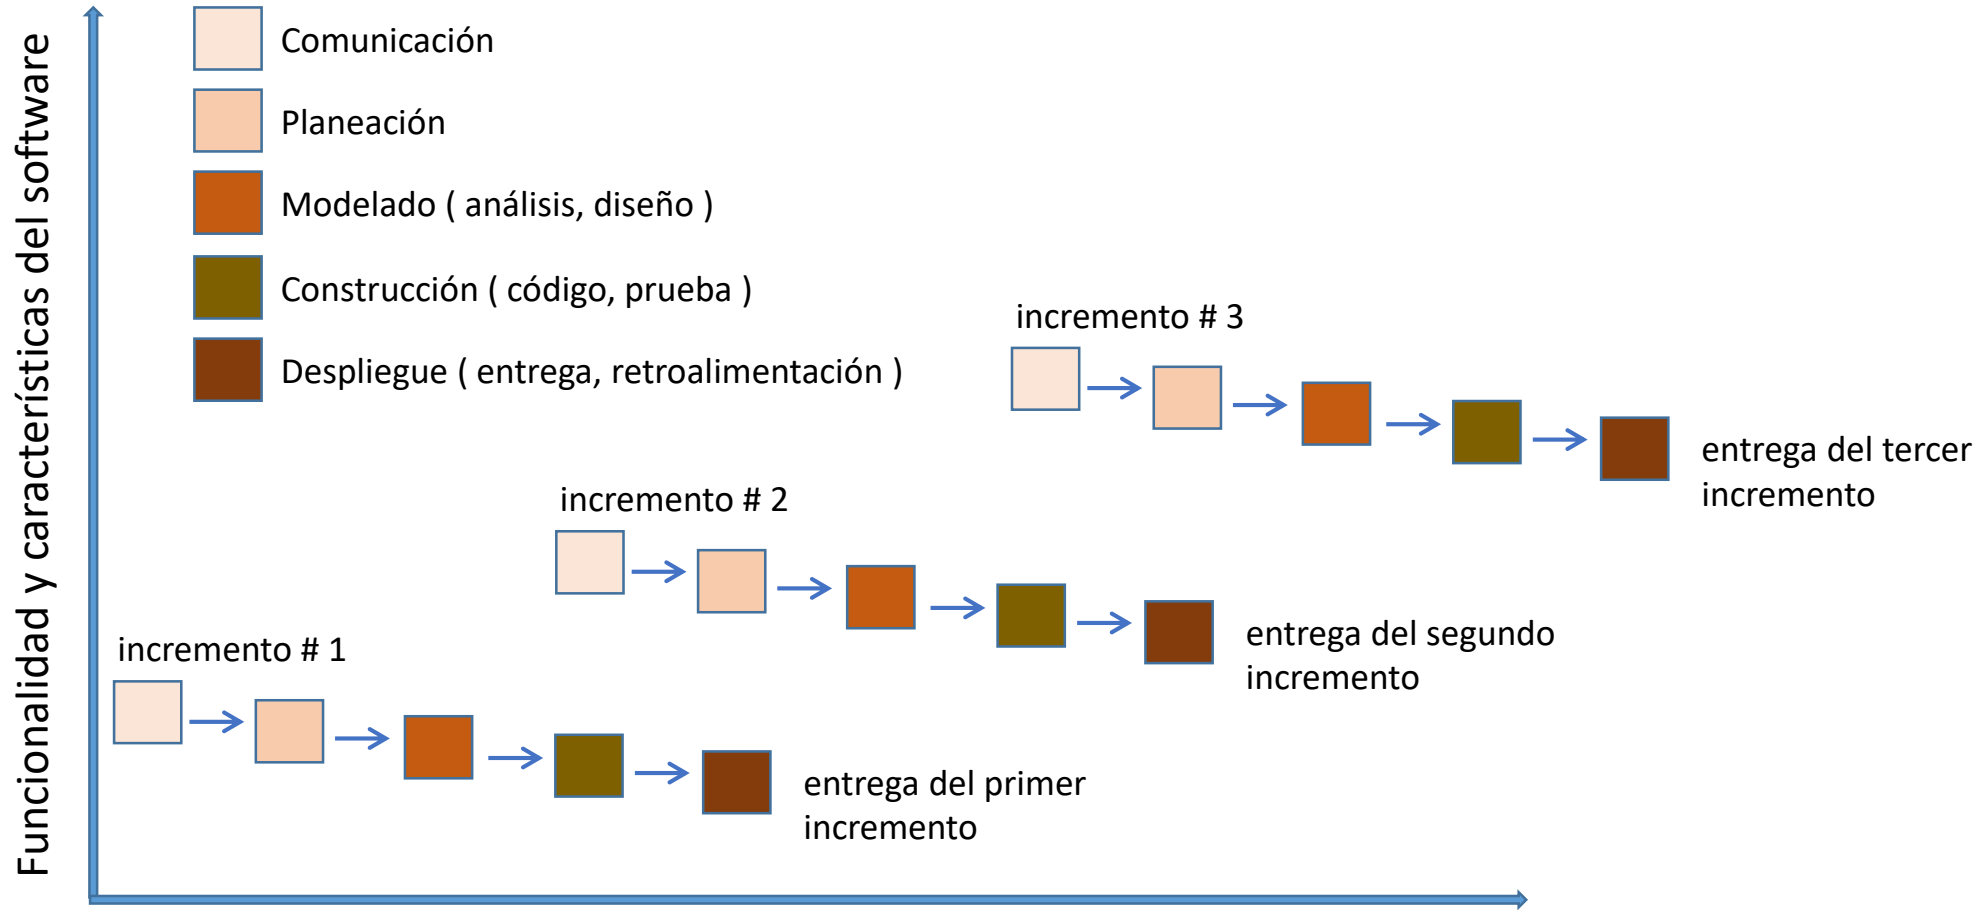 Funcionalidad y características del software
Comunicación
Planeación
Modelado ( análisis, diseño )
Construcción ( código, prueba )
Despliegue ( entrega, retroalimentación )
incremento # 3
entrega del tercer
incremento
incremento # 2
entrega del segundo
incremento
incremento # 1
entrega del primer
incremento